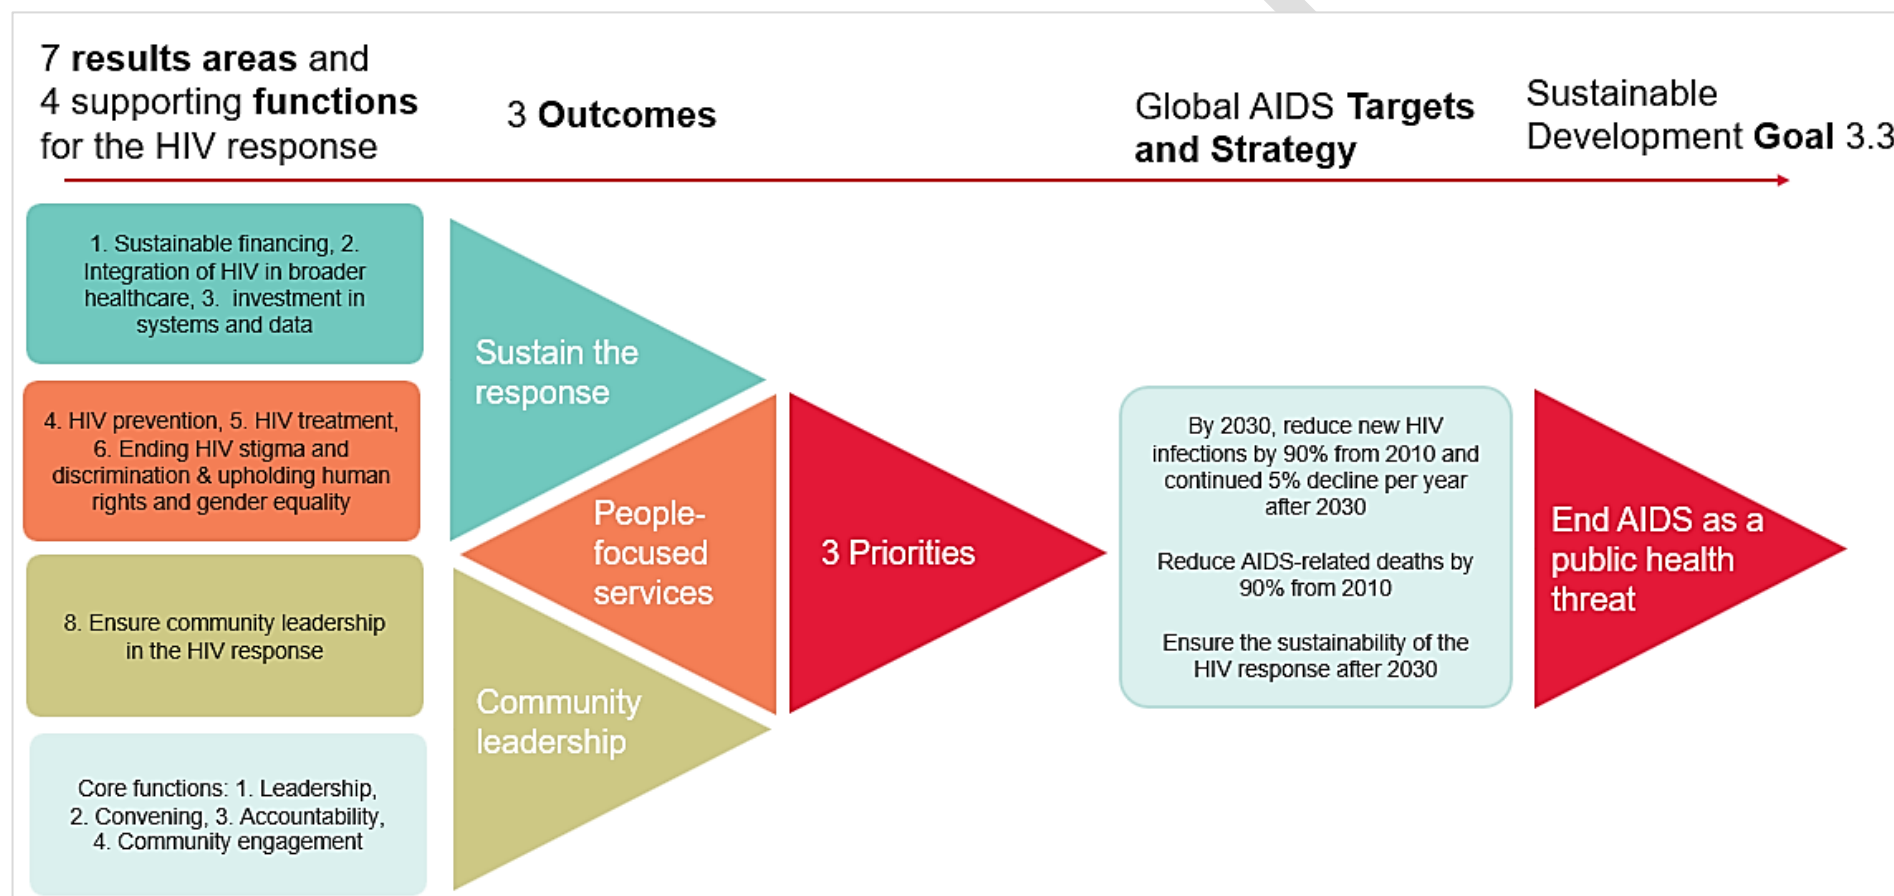 7 results areas and
4 supporting functions
for the HIV response
3 Outcomes
Global AIDS Targets
and Strategy
Sustainable
Development Goal 3.3
1. Sustainable financing, 2.
Integration of HIV in broader
healthcare, 3. investment in
systems and data
4. HIV prevention, 5. HIV treatment,
6. Ending HIV stigma and
discrimination & upholding human
rights and gender equality
8. Ensure community leadership
in the HIV response
Core functions: 1. Leadership,
2. Convening, 3. Accountability,
4. Community engagement
Sustain the
response
People-
focused
services
Community
leadership
3 Priorities
By 2030, reduce new HIV
infections by 90% from 2010 and
continued 5% decline per year
after 2030
Reduce AIDS-related deaths by
90% from 2010
Ensure the sustainability of the
HIV response after 2030
End AIDS as a
public health
threat